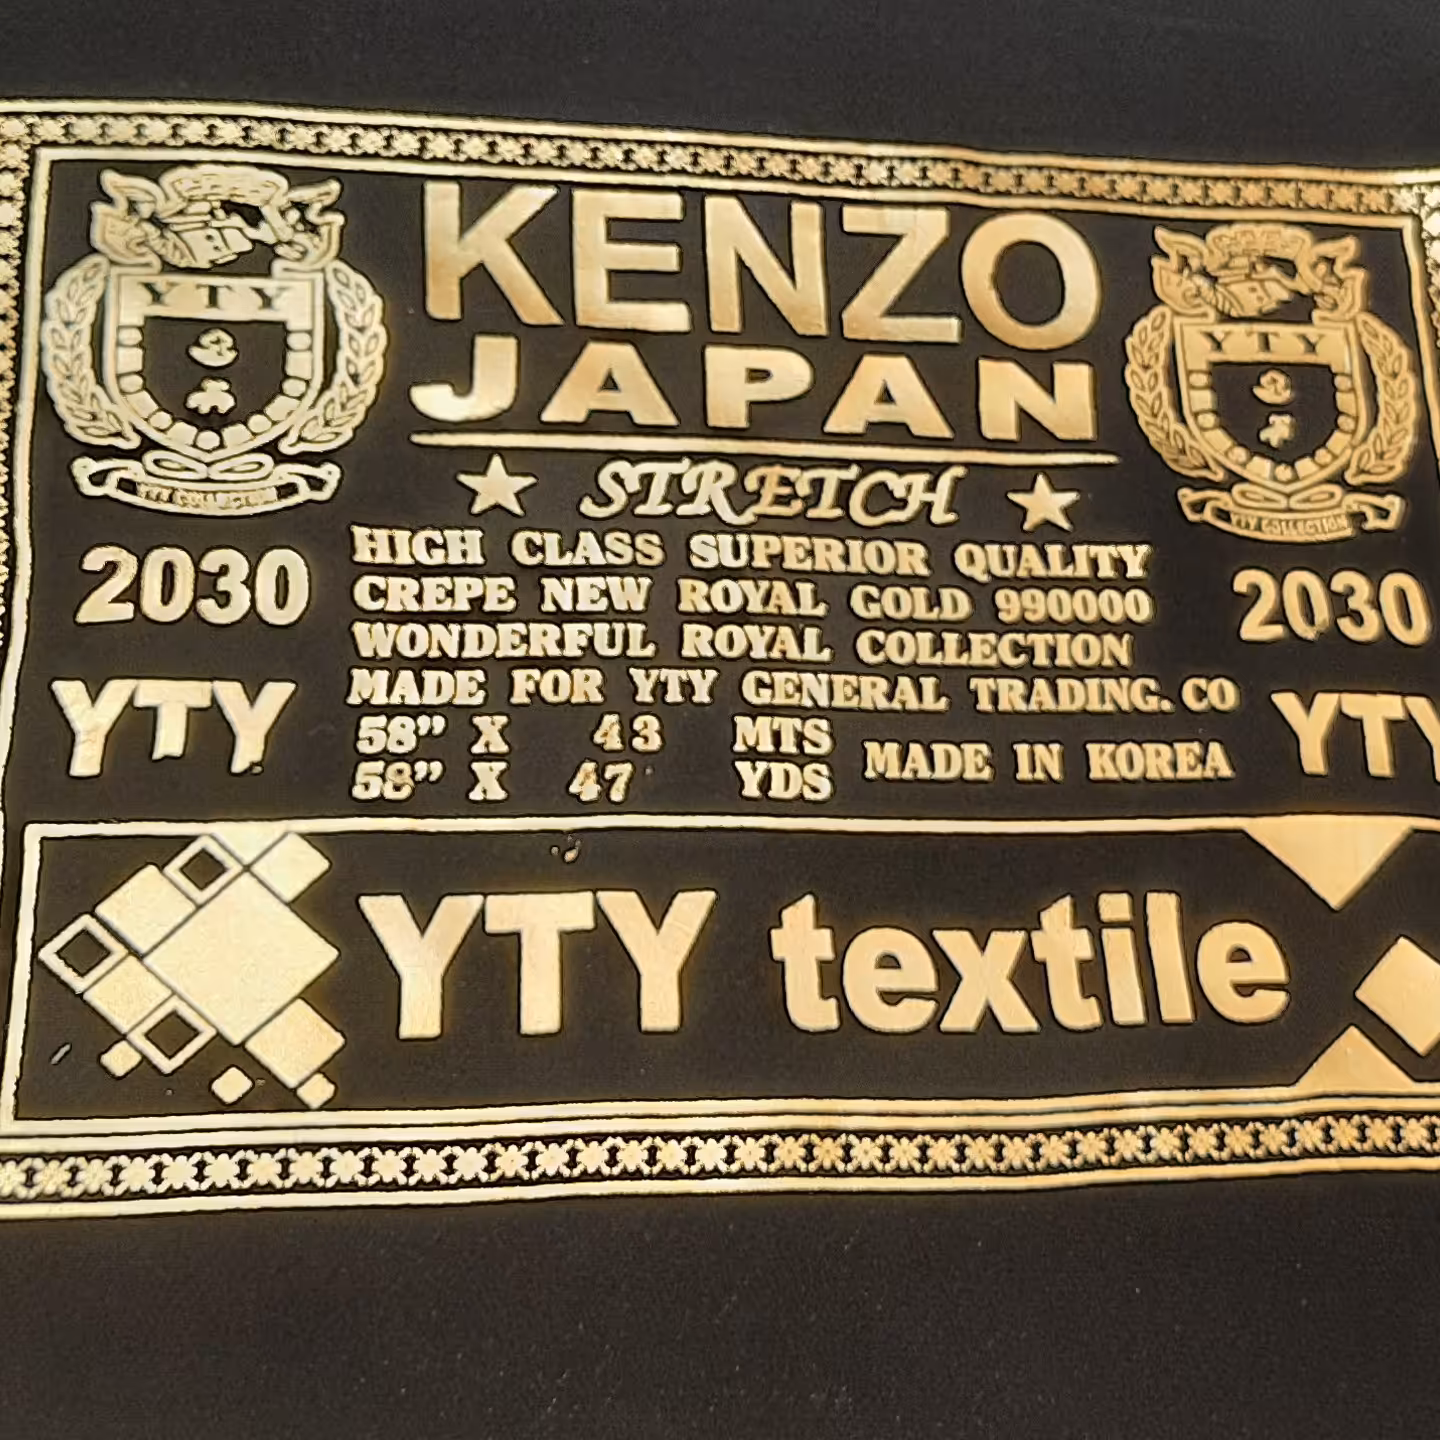 KENZO
JAPAN
YTY
YTY
STRETCH
YTY COLLECTION
YTY COLLECTION
2030
HIGH CLASS SUPERIOR QUALITY
2030
CREPE NEW ROYAL GOLD 990000
WONDERFUL ROYAL COLLECTION
YTY
MADE FOR YTY GENERAL TRADING. CO
YTY
58" X 43 MTS
MADE IN KOREA
58" X 47 YDS
YTY textile